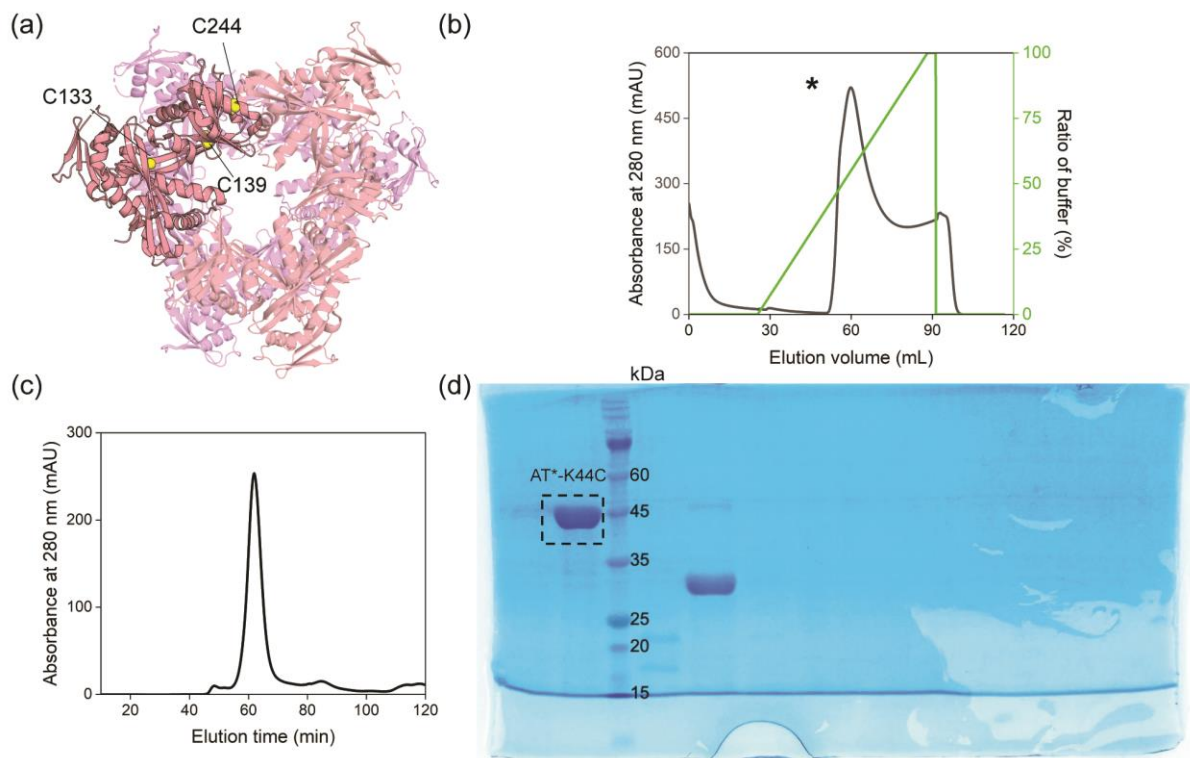 (a)
C244
C133
C139
(b)
Absorbance at 280 nm (mAU)
600
450
300
150
0
*
100
75
50
25
0
Ratio of buffer (%)
0 30 60 90 120
Elution volume (mL)
(c)
Absorbance at 280 nm (mAU)
300
200
100
0
20 40 60 80 100 120
Elution time (min)
(d)
kDa
AT*-K44C
60
45
35
25
20
15